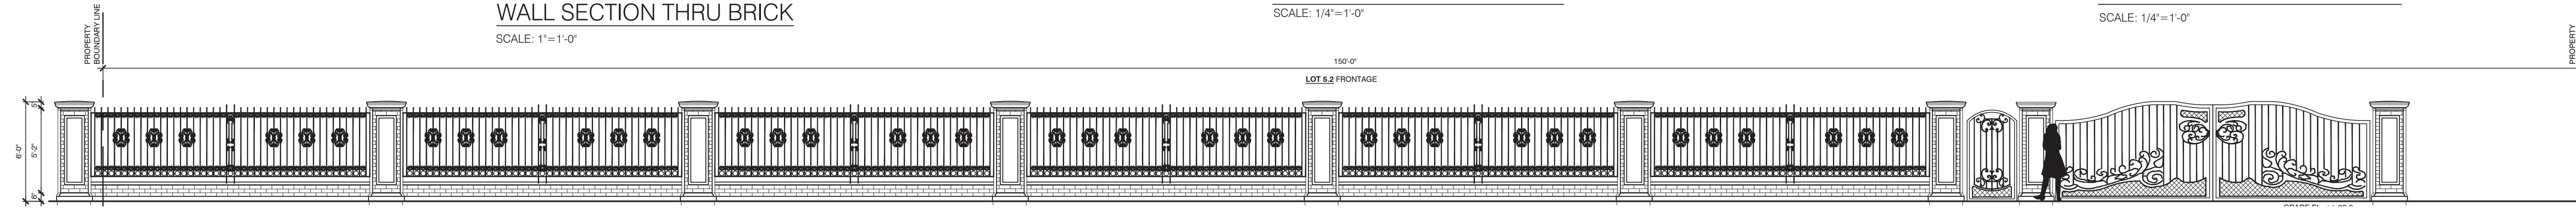 WALL SECTION THRU BRICK
SCALE: 1"=1'-0"
SCALE: 1/4"=1'-0"
SCALE: 1/4"=1'-0"
PROPERTY
BOUNDARY LINE
PROPERTY
150'-0"
LOT 5.2 FRONTAGE
6'-0"
5"
5'-2"
6"